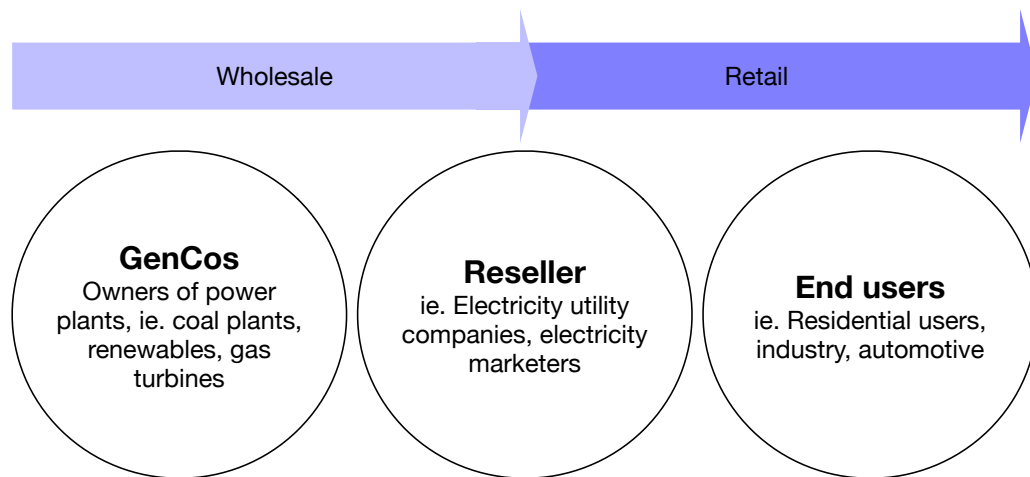 Wholesale
Retail
GenCos
Owners of power
plants, ie. coal plants,
renewables, gas
turbines
Reseller
ie. Electricity utility
companies, electricity
marketers
End users
ie. Residential users,
industry, automotive